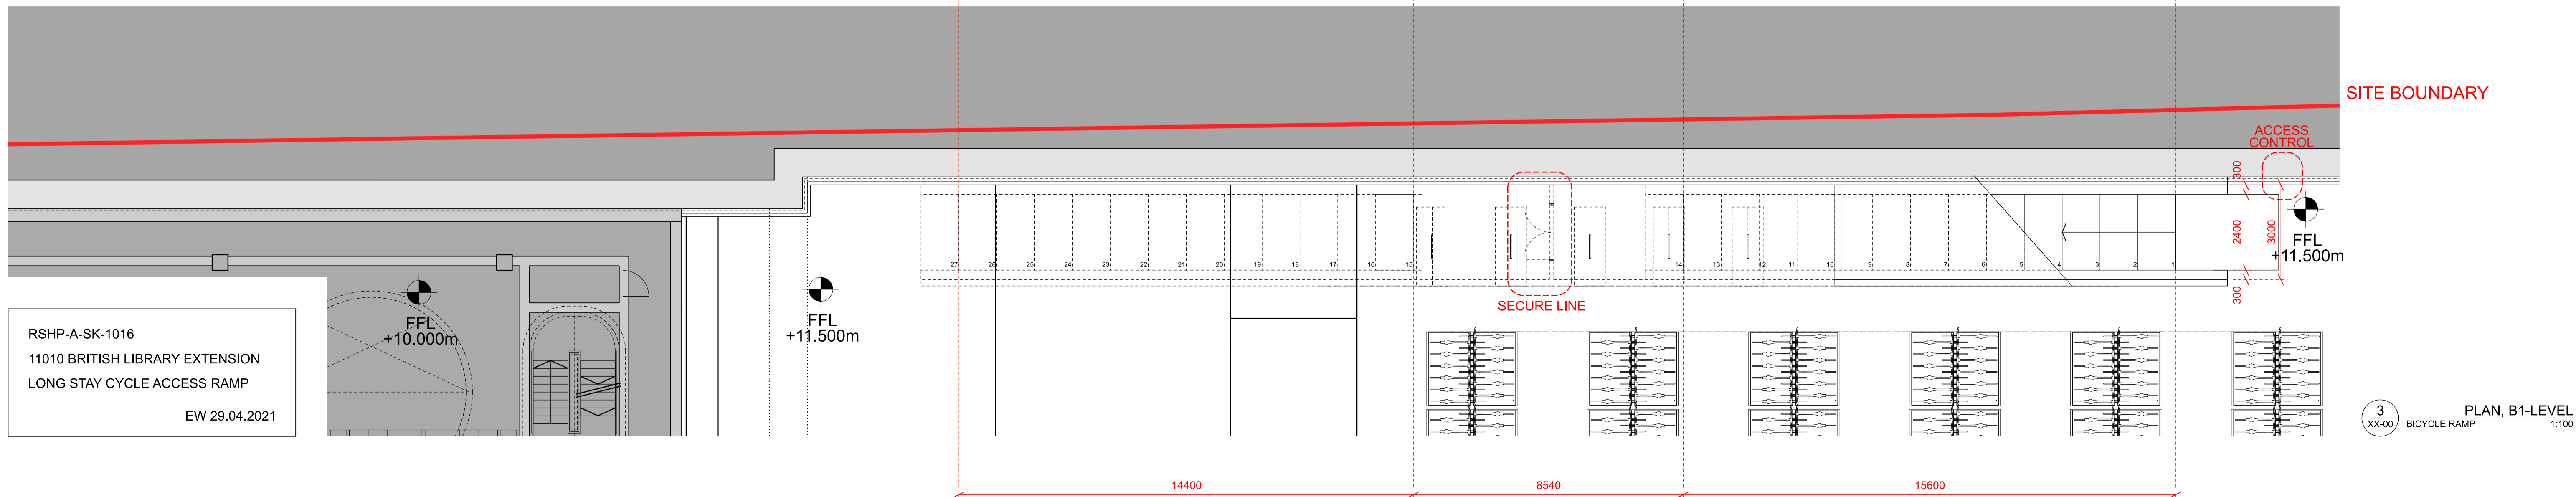 SITE BOUNDARY
ACCESS
CONTROL
300
2400
3000
300
FFL
+11.500m
27 26 25 24 23 22 21 20 19 18 17 16 15 14 13 12 11 10 9 8 7 6 5 4 3 2 1
SECURE LINE
FFL
+10.000m
FFL
+11.500m
RSHP-A-SK-1016
11010 BRITISH LIBRARY EXTENSION
LONG STAY CYCLE ACCESS RAMP
EW 29.04.2021
3
XX-00
PLAN, B1-LEVEL
BICYCLE RAMP 1:100
14400 8540 15600